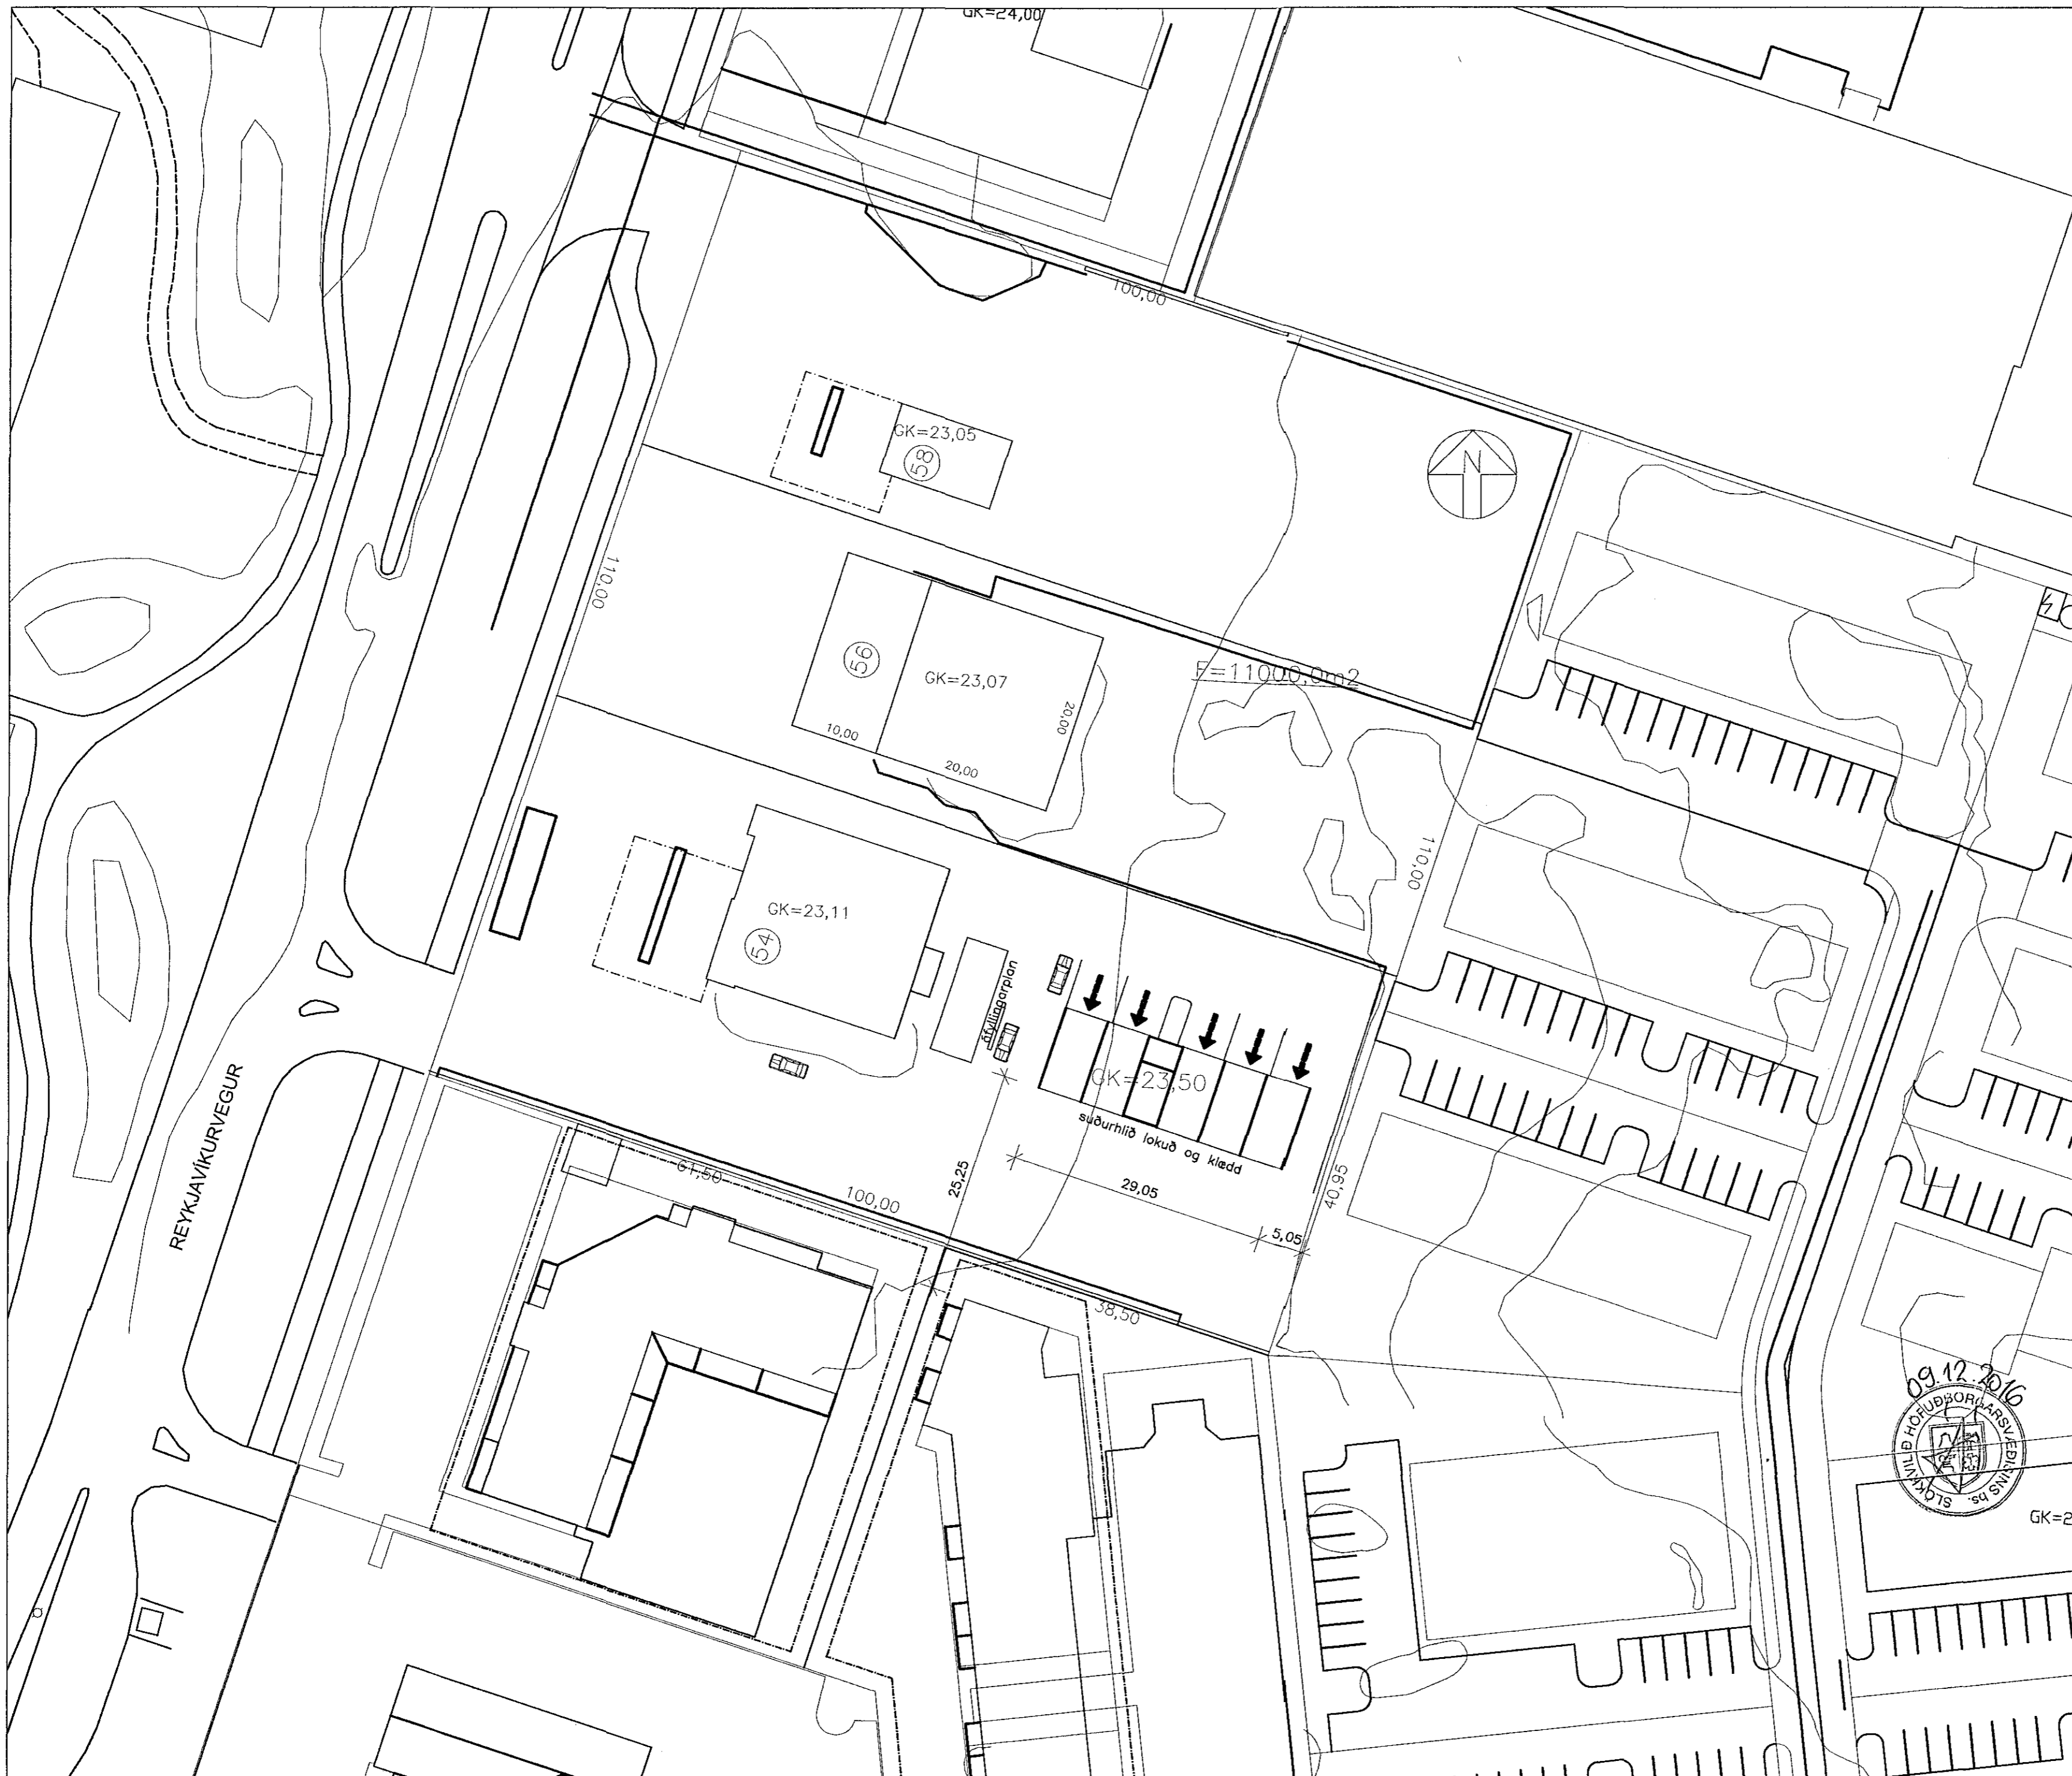 GK=24,00
100,00
GK=23,05
58
N
110,00
56
GK=23,07
F=11000,0m2
20,00
10,00
20,00
110,00
GK=23,11
54
áfyllingarplan
GK=23,50
suðurhlið lokuð og klædd
REYKJAVÍKURVEGUR
61,50
100,00
25,25
29,05
40,95
5,05
38,50
09.12.2016
SLÖKKVILIÐ HÖFUÐBORGARSVÆÐISINS bs.
GK=2